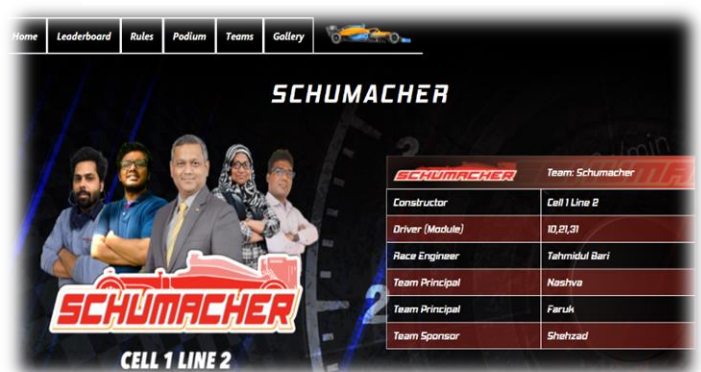 Home Leaderboard Rules Podium Teams Gallery
SCHUMACHER
SCHUMACHER Team: Schumacher
Constructor Cell 1 Line 2
Driver (Module) 10,21,31
Race Engineer Tahmidul Bari
Team Principal Nashva
Team Principal Faruk
Team Sponsor Shehzad
SCHUMACHER
CELL 1 LINE 2